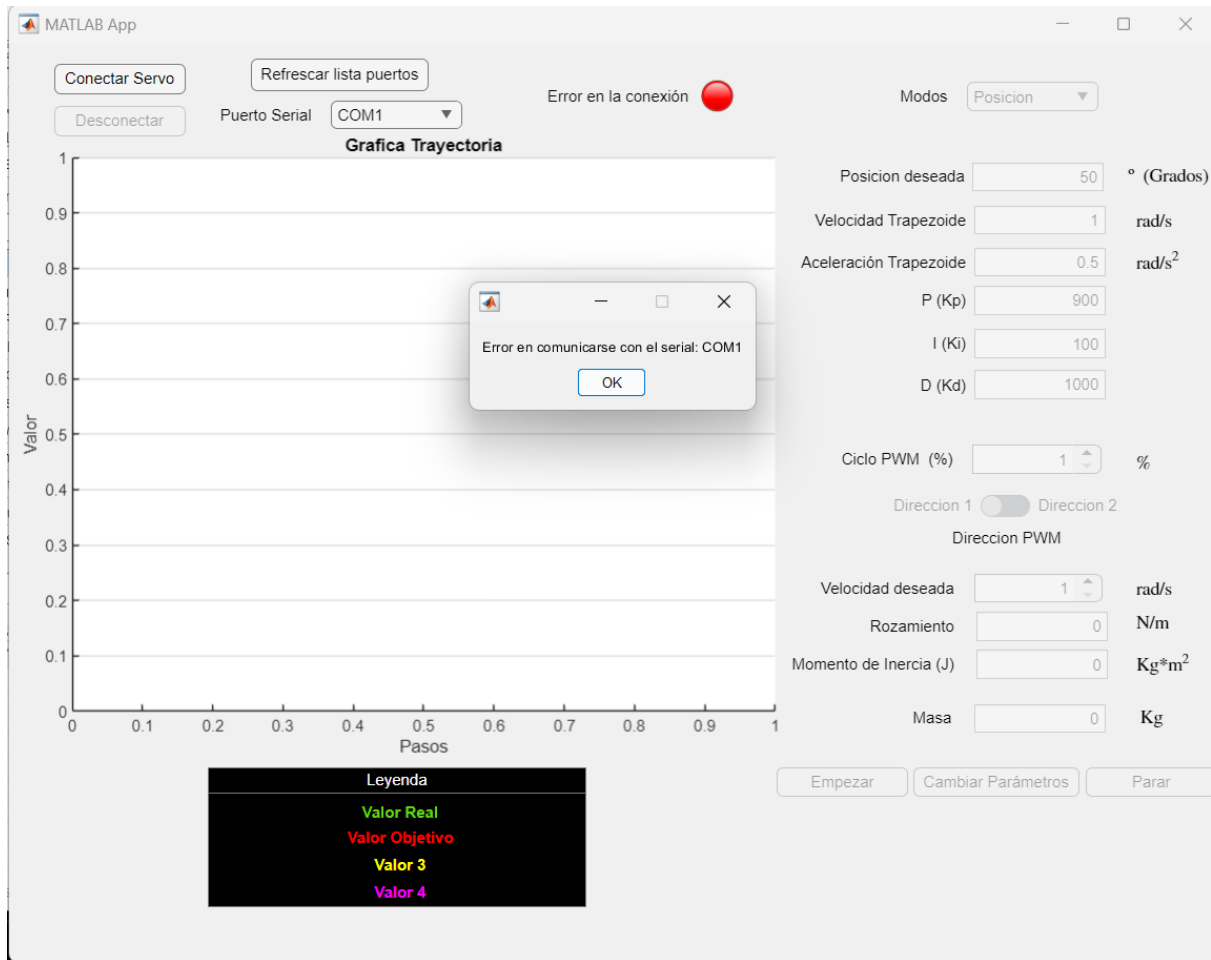 MATLAB App
Conectar Servo
Refrescar lista puertos
Error en la conexión
Modos
Posicion
Desconectar
Puerto Serial
COM1
Grafica Trayectoria
1
0.9
0.8
0.7
0.6
0.5
0.4
0.3
0.2
0.1
0
Valor
0 0.1 0.2 0.3 0.4 0.5 0.6 0.7 0.8 0.9 1
Pasos
Error en comunicarse con el serial: COM1
OK
Posicion deseada 50 º (Grados)
Velocidad Trapezoide 1 rad/s
Aceleración Trapezoide 0.5 rad/s²
P (Kp) 900
I (Ki) 100
D (Kd) 1000
Ciclo PWM (%) 1 %
Direccion 1 Direccion 2
Direccion PWM
Velocidad deseada 1 rad/s
Rozamiento 0 N/m
Momento de Inercia (J) 0 Kg*m²
Masa 0 Kg
Empezar Cambiar Parámetros Parar
Leyenda
Valor Real
Valor Objetivo
Valor 3
Valor 4